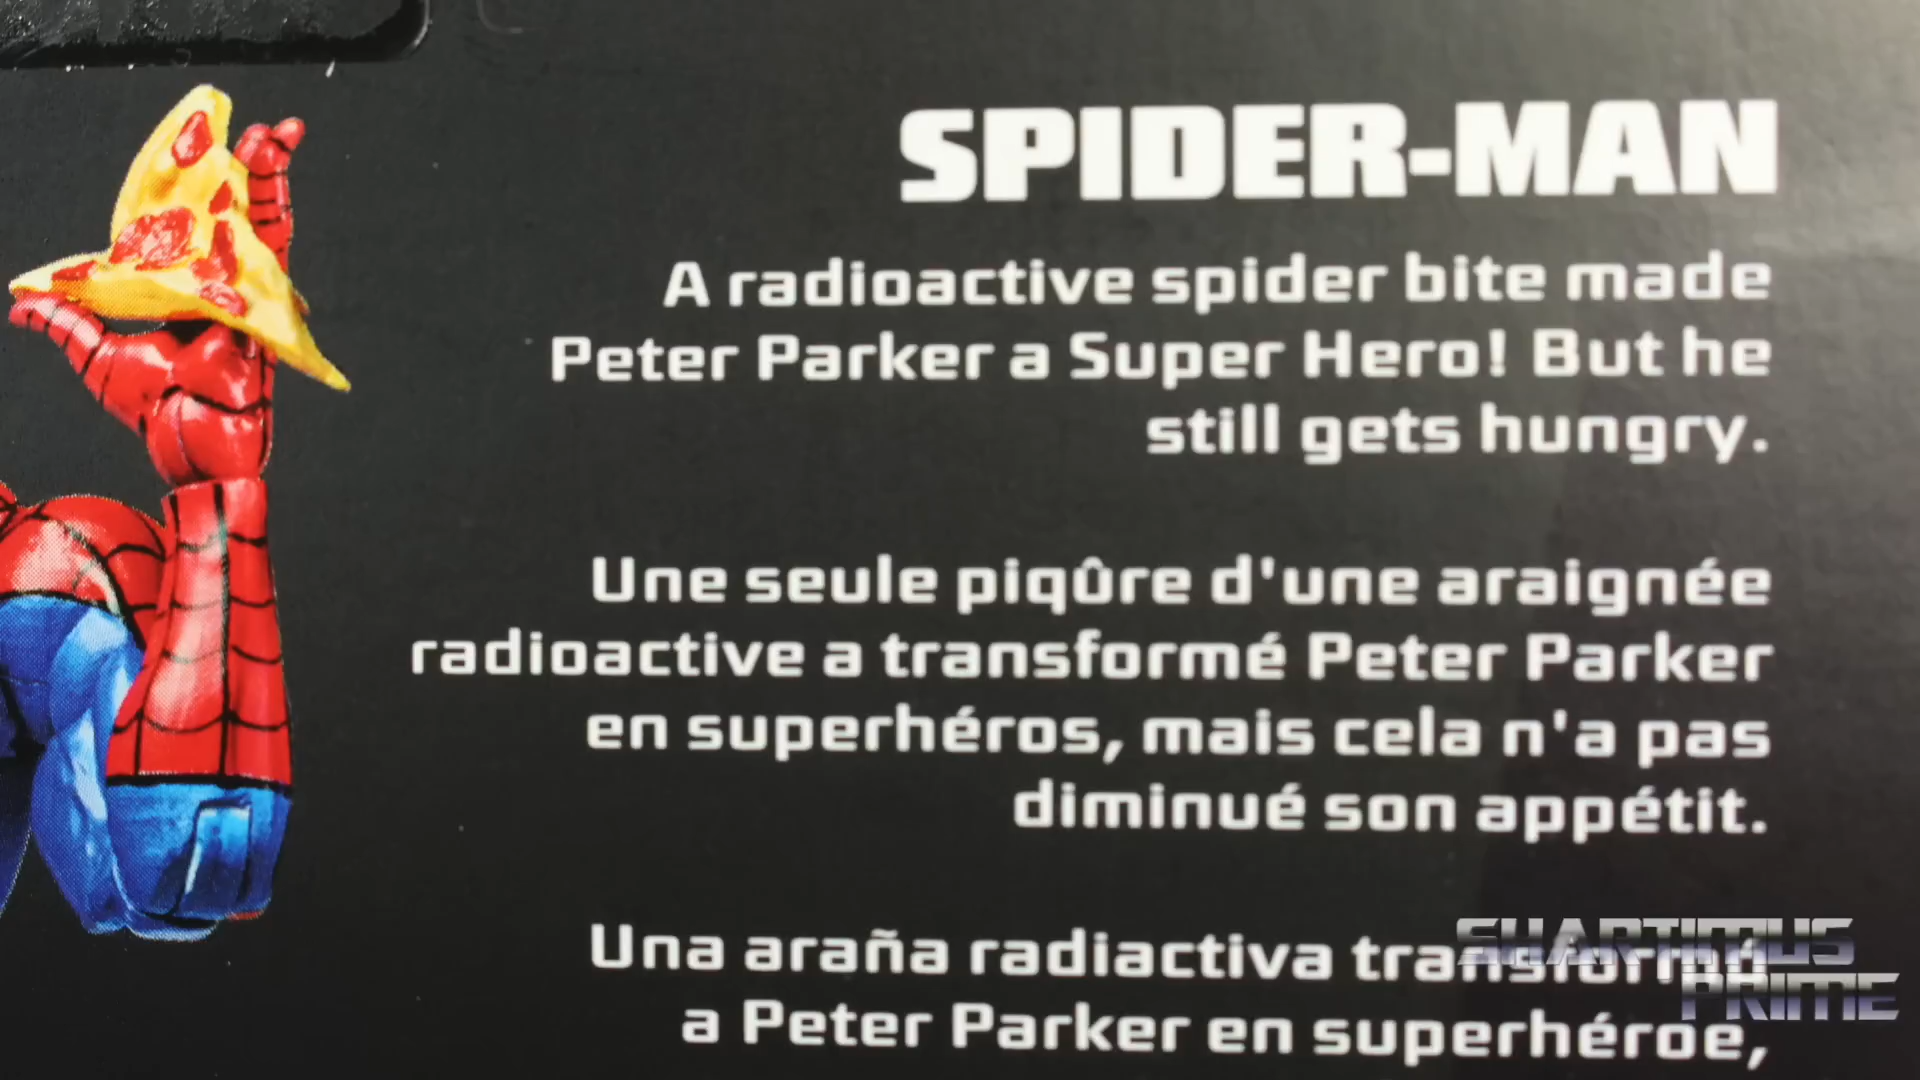 SPIDER-MAN
A radioactive spider bite made
Peter Parker a Super Hero! But he
still gets hungry.
Une seule piqûre d'une araignée
radioactive a transformé Peter Parker
en superhéros, mais cela n'a pas
diminué son appétit.
Una araña radiactiva transformó
a Peter Parker en superhéroe,
SHARTIMUS
PRIME